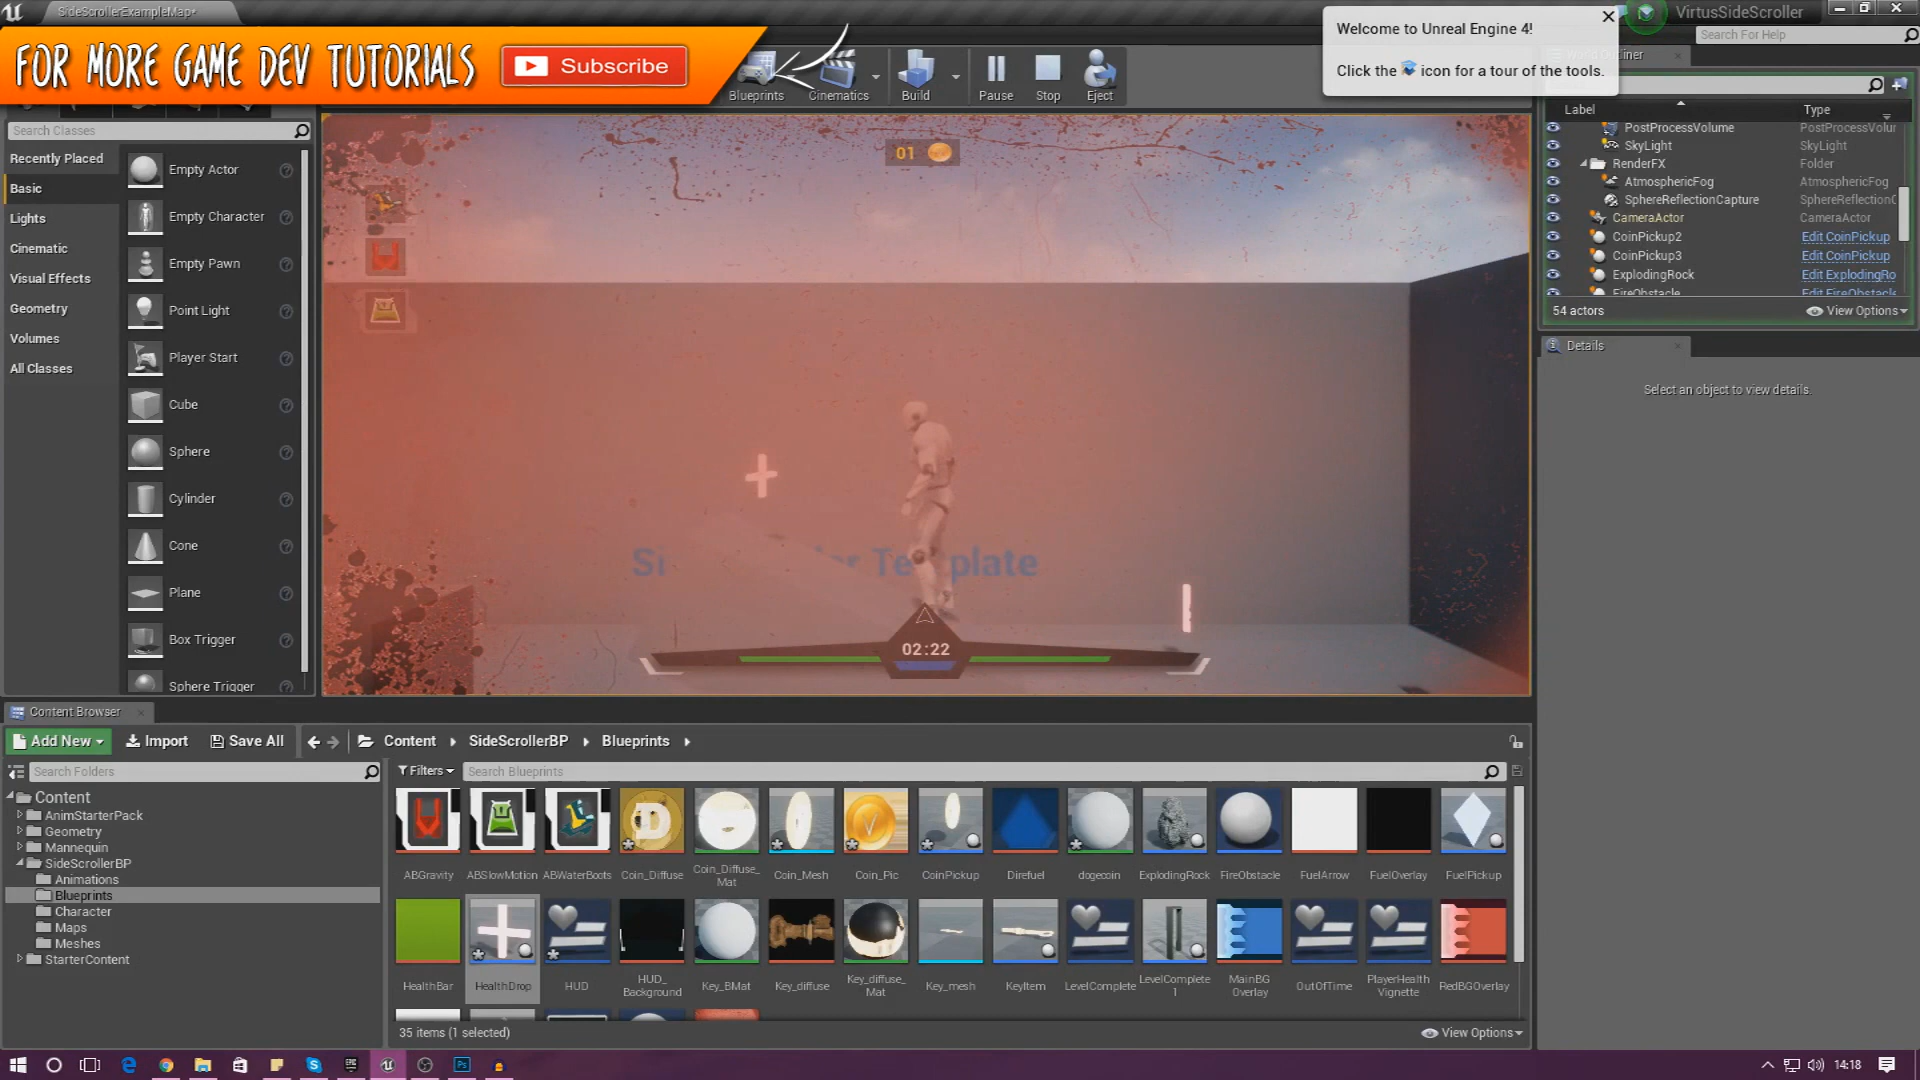 SideScrollerExampleMap*
VirtusSideScroller
FOR MORE GAME DEV TUTORIALS
Subscribe
Blueprints
Cinematics
Build
Pause
Stop
Eject
Welcome to Unreal Engine 4!
Click the icon for a tour of the tools.
Search For Help
Search Classes
Recently Placed
Basic
Lights
Cinematic
Visual Effects
Geometry
Volumes
All Classes
Empty Actor
Empty Character
Empty Pawn
Point Light
Player Start
Cube
Sphere
Cylinder
Cone
Plane
Box Trigger
Sphere Trigger
01
02:22
Label Type
PostProcessVolume PostProcessVolur
SkyLight SkyLight
RenderFX Folder
AtmosphericFog AtmosphericFog
SphereReflectionCapture SphereReflectionC
CameraActor CameraActor
CoinPickup2 Edit CoinPickup
CoinPickup3 Edit CoinPickup
ExplodingRock Edit ExplodingRo
FireObstacle Edit FireObstacle
54 actors
View Options
Details
Select an object to view details.
Content Browser
Add New
Import
Save All
Content
SideScrollerBP
Blueprints
Search Folders
Filters
Search Blueprints
Content
AnimStarterPack
Geometry
Mannequin
SideScrollerBP
Animations
Blueprints
Character
Maps
Meshes
StarterContent
ABGravity
ABSlowMotion
ABWaterBoots
Coin_Diffuse
Coin_Diffuse_
Mat
Coin_Mesh
Coin_Pic
CoinPickup
Direfuel
dogecoin
ExplodingRock
FireObstacle
FuelArrow
FuelOverlay
FuelPickup
HealthBar
HealthDrop
HUD
HUD_
Background
Key_BMat
Key_diffuse
Key_diffuse_
Mat
Key_mesh
KeyItem
LevelComplete
LevelComplete
1
MainBG
Overlay
OutOfTime
PlayerHealth
Vignette
RedBGOverlay
35 items (1 selected)
View Options
14:18